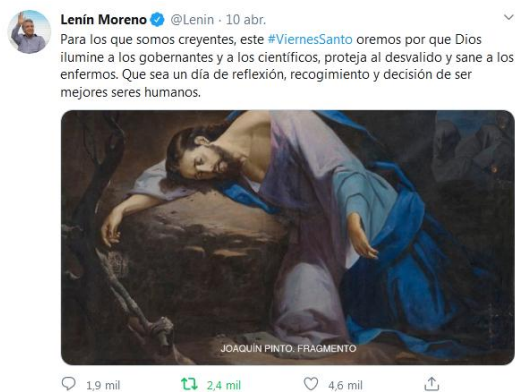 Lenín Moreno @Lenin · 10 abr.
Para los que somos creyentes, este #ViernesSanto oremos por que Dios
ilumine a los gobernantes y a los científicos, proteja al desvalido y sane a los
enfermos. Que sea un día de reflexión, recogimiento y decisión de ser
mejores seres humanos.
JOAQUÍN PINTO. FRAGMENTO
1,9 mil 2,4 mil 4,6 mil